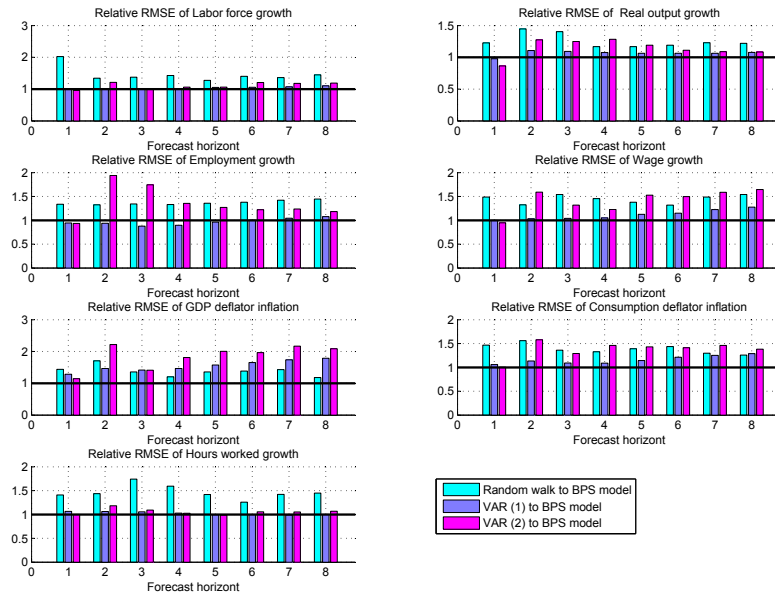 Relative RMSE of Labor force growth
3
2
1
0
0 1 2 3 4 5 6 7 8
Forecast horizont
Relative RMSE of  Real output growth
1.5
1
0.5
0 1 2 3 4 5 6 7 8
Forecast horizont
Relative RMSE of Employment growth
2
1.5
1
0.5
0
0 1 2 3 4 5 6 7 8
Forecast horizont
Relative RMSE of Wage growth
2
1.5
1
0.5
0
0 1 2 3 4 5 6 7 8
Forecast horizont
Relative RMSE of GDP deflator inflation
3
2
1
0
0 1 2 3 4 5 6 7 8
Forecast horizont
Relative RMSE of Consumption deflator inflation
2
1.5
1
0.5
0
0 1 2 3 4 5 6 7 8
Forecast horizont
Relative RMSE of Hours worked growth
2
1.5
1
0.5
0
0 1 2 3 4 5 6 7 8
Forecast horizont
Random walk to BPS model
VAR (1) to BPS model
VAR (2) to BPS model